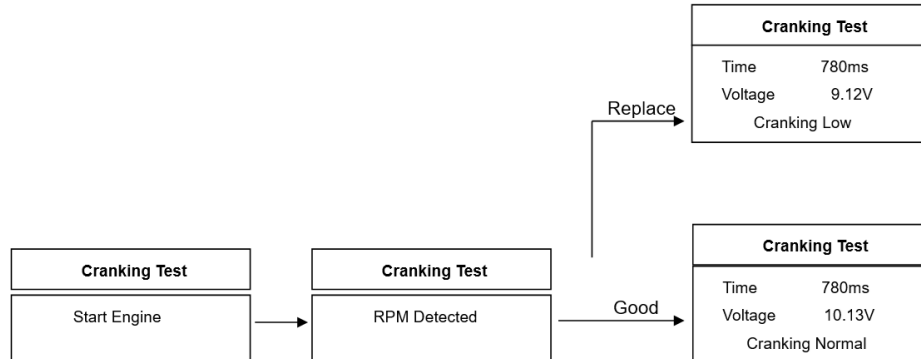 Cranking Test
Time 780ms
Voltage 9.12V
Cranking Low
Replace
Cranking Test
Start Engine
Cranking Test
RPM Detected
Good
Cranking Test
Time 780ms
Voltage 10.13V
Cranking Normal